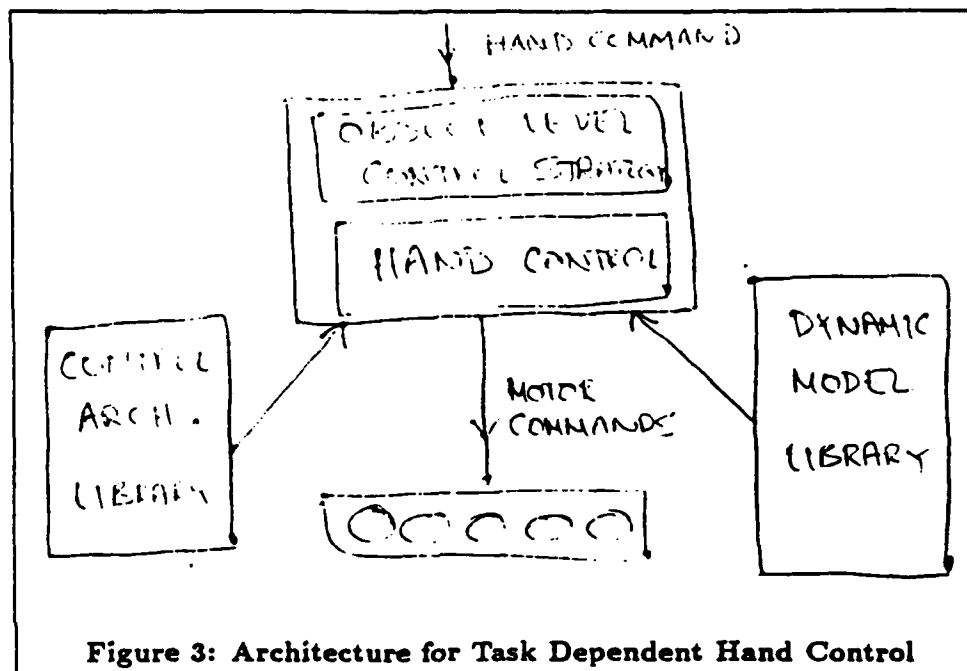 HAND COMMAND
OBJECT LEVEL
CONTROL STRATEGY
HAND CONTROL
CONTROL
ARCH.
LIBRARY
MOTOR
COMMANDS
DYNAMIC
MODEL
LIBRARY
Figure 3: Architecture for Task Dependent Hand Control